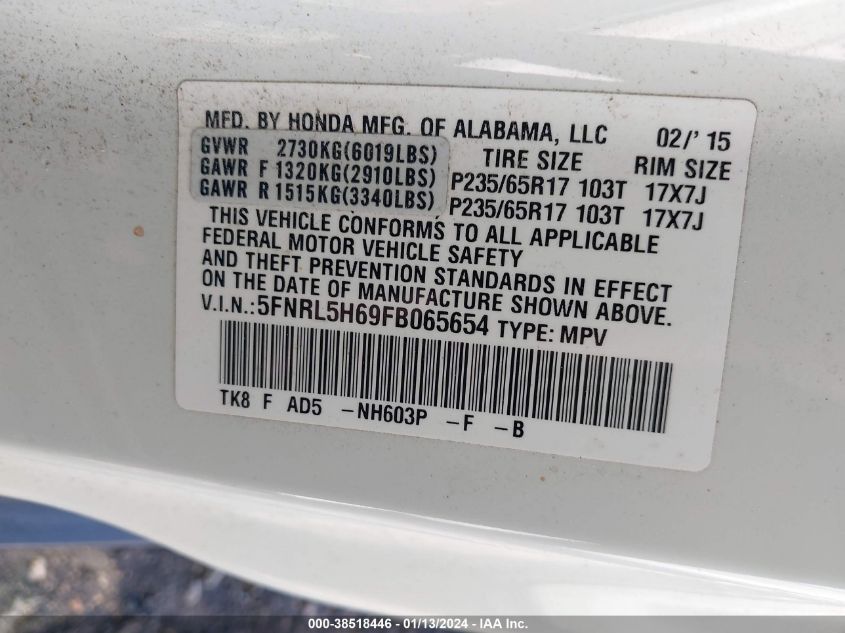 MFD. BY HONDA MFG. OF ALABAMA, LLC 02/' 15
GVWR 2730KG(6019LBS) TIRE SIZE RIM SIZE
GAWR F 1320KG(2910LBS) P235/65R17 103T 17X7J
GAWR R 1515KG(3340LBS) P235/65R17 103T 17X7J
THIS VEHICLE CONFORMS TO ALL APPLICABLE
FEDERAL MOTOR VEHICLE SAFETY
AND THEFT PREVENTION STANDARDS IN EFFECT
ON THE DATE OF MANUFACTURE SHOWN ABOVE.
V.I.N.:5FNRL5H69FB065654 TYPE: MPV
TK8 F AD5 -NH603P -F -B
000-38518446 - 01/13/2024 - IAA Inc.